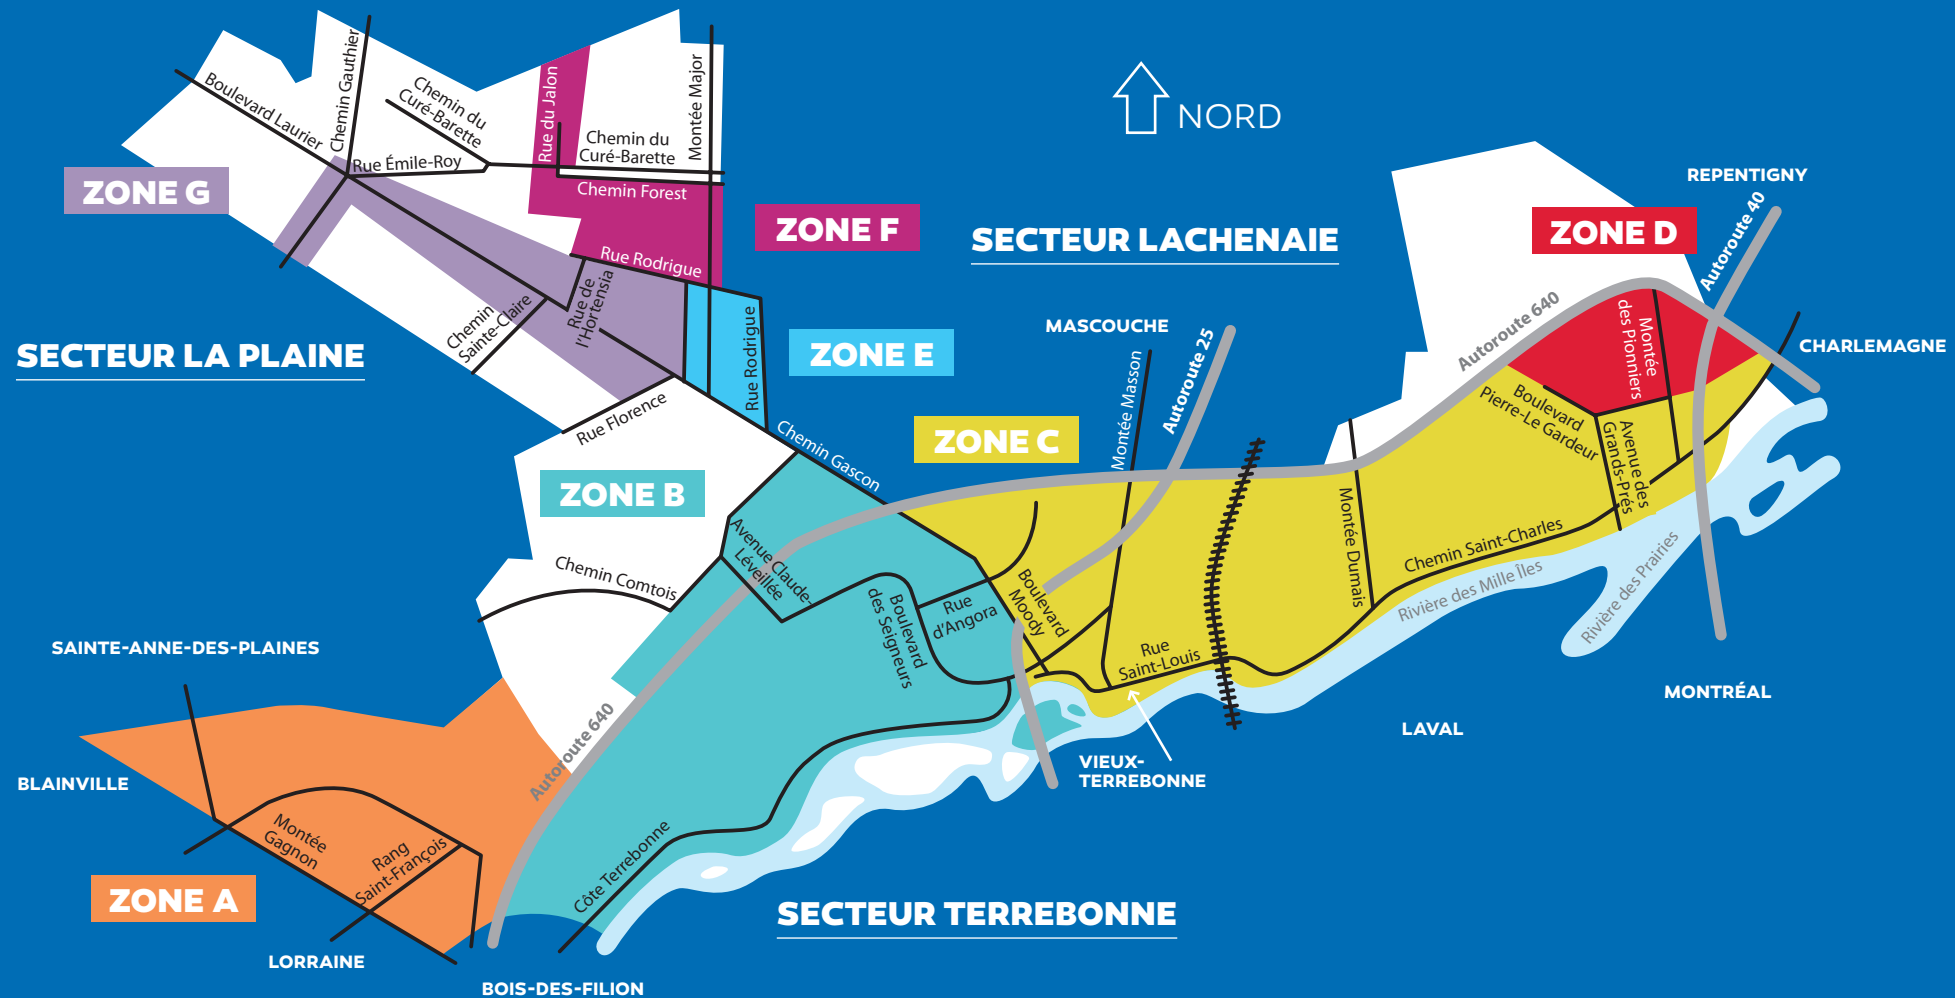 Boulevard Laurier
Chemin Gauthier
Chemin du
Curé-Barette
Rue Émile-Roy
Rue du Jalon
Chemin du
Curé-Barette
Montée Major
Chemin Forest
NORD
ZONE G
ZONE F
Rue Rodrigue
SECTEUR LACHENAIE
REPENTIGNY
Autoroute 40
ZONE D
Rue de
l'Hortensia
Chemin
Sainte-Claire
SECTEUR LA PLAINE
Rue Rodrigue
ZONE E
MASCOUCHE
Autoroute 25
Montée Masson
Autoroute 640
Montée
des Pionniers
CHARLEMAGNE
Rue Florence
Chemin Gascon
ZONE C
Boulevard
Pierre-Le Gardeur
Avenue des
Grands-Prés
ZONE B
Avenue Claude-
Léveillée
Montée Dumais
Chemin Saint-Charles
Rivière des Mille Îles
Rivière des Prairies
Chemin Comtois
Boulevard
des Seigneurs
Rue
d'Angora
Boulevard
Moody
Rue
Saint-Louis
SAINTE-ANNE-DES-PLAINES
MONTRÉAL
LAVAL
Autoroute 640
VIEUX-
TERREBONNE
BLAINVILLE
Montée
Gagnon
Rang
Saint-François
Côte Terrebonne
ZONE A
SECTEUR TERREBONNE
LORRAINE
BOIS-DES-FILION